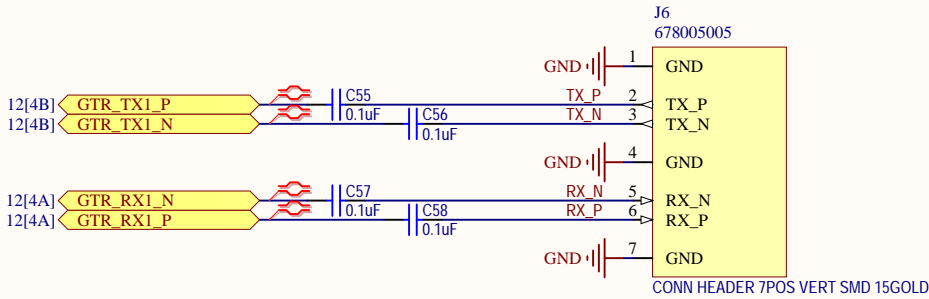 J6
678005005
GND 1 GND
12[4B] GTR_TX1_P C55 0.1uF TX_P 2 TX_P
12[4B] GTR_TX1_N C56 0.1uF TX_N 3 TX_N
GND 4 GND
12[4A] GTR_RX1_N C57 0.1uF RX_N 5 RX_N
12[4A] GTR_RX1_P C58 0.1uF RX_P 6 RX_P
GND 7 GND
CONN HEADER 7POS VERT SMD 15GOLD